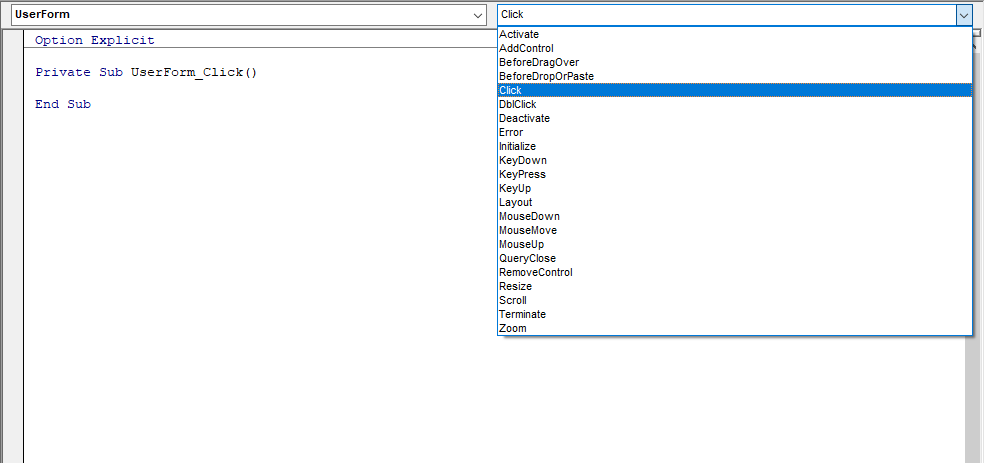 UserForm
Click
Option Explicit
Private Sub UserForm_Click()
End Sub
Activate
AddControl
BeforeDragOver
BeforeDropOrPaste
Click
DblClick
Deactivate
Error
Initialize
KeyDown
KeyPress
KeyUp
Layout
MouseDown
MouseMove
MouseUp
QueryClose
RemoveControl
Resize
Scroll
Terminate
Zoom